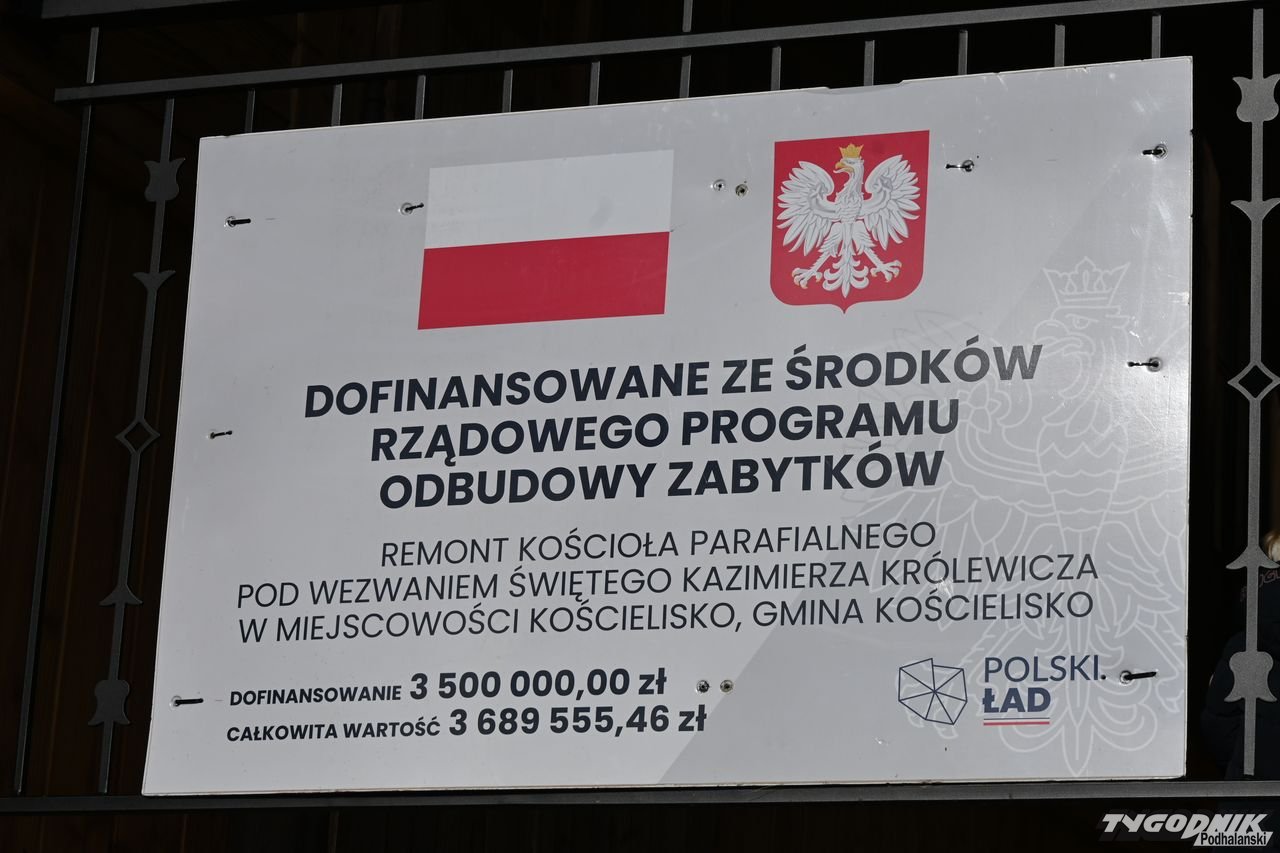 DOFINANSOWANE ZE ŚRODKÓW
RZĄDOWEGO PROGRAMU
ODBUDOWY ZABYTKÓW
REMONT KOŚCIOŁA PARAFIALNEGO
POD WEZWANIEM ŚWIĘTEGO KAZIMIERZA KRÓLEWICZA
W MIEJSCOWOŚCI KOŚCIELISKO, GMINA KOŚCIELISKO
DOFINANSOWANIE 3 500 000,00 zł
CAŁKOWITA WARTOŚĆ 3 689 555,46 zł
POLSKI
ŁAD
TYGODNIK
Podhalański